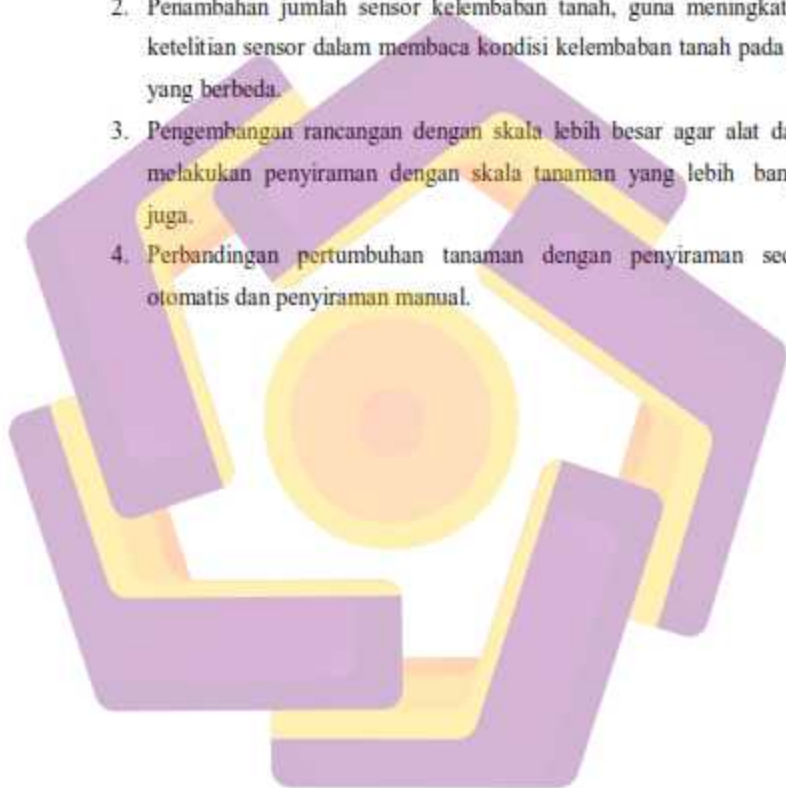 2. Penambahan jumlah sensor kelembaban tanah, guna meningkat
ketelitian sensor dalam membaca kondisi kelembaban tanah pada
yang berbeda.
3. Pengembangan rancangan dengan skala lebih besar agar alat da
melakukan penyiraman dengan skala tanaman yang lebih ban
juga.
4. Perbandingan pertumbuhan tanaman dengan penyiraman sec
otomatis dan penyiraman manual.